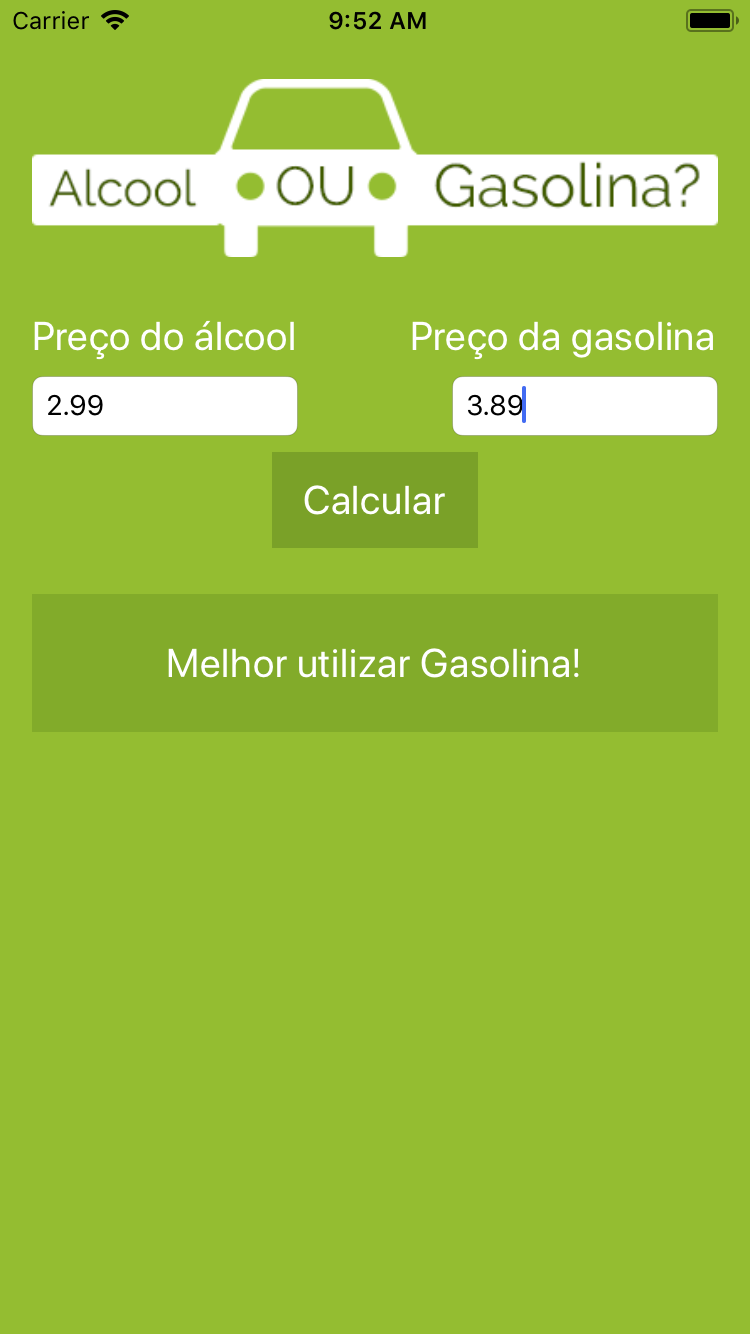 Carrier 9:52 AM
Alcool OU Gasolina?
Preço do álcool Preço da gasolina
2.99 3.89
Calcular
Melhor utilizar Gasolina!